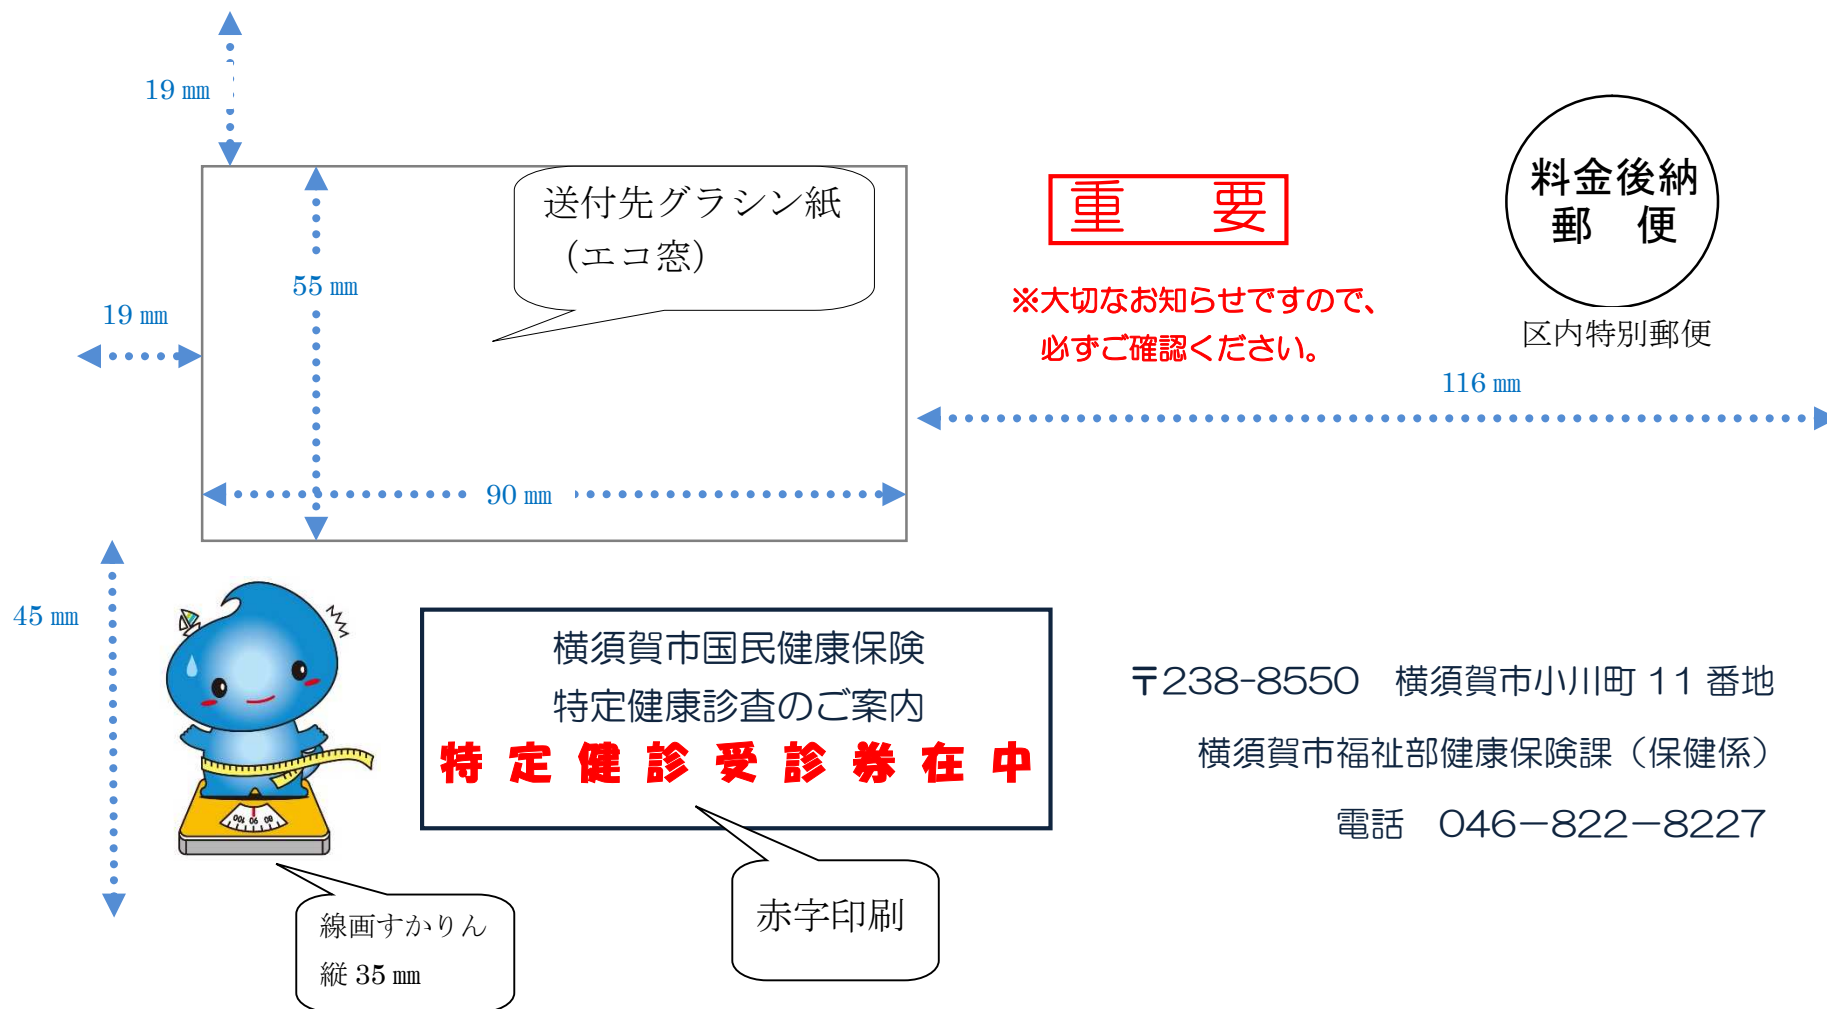 19 ㎜
送付先グラシン紙
(エコ窓)
55 ㎜
19 ㎜
90 ㎜
重　要
※大切なお知らせですので、
必ずご確認ください。
料金後納
郵　便
区内特別郵便
116 ㎜
45 ㎜
横須賀市国民健康保険
特定健康診査のご案内
特定健診受診券在中
〒238-8550　横須賀市小川町 11 番地
横須賀市福祉部健康保険課（保健係）
電話　046－822－8227
線画すかりん
縦 35 ㎜
赤字印刷